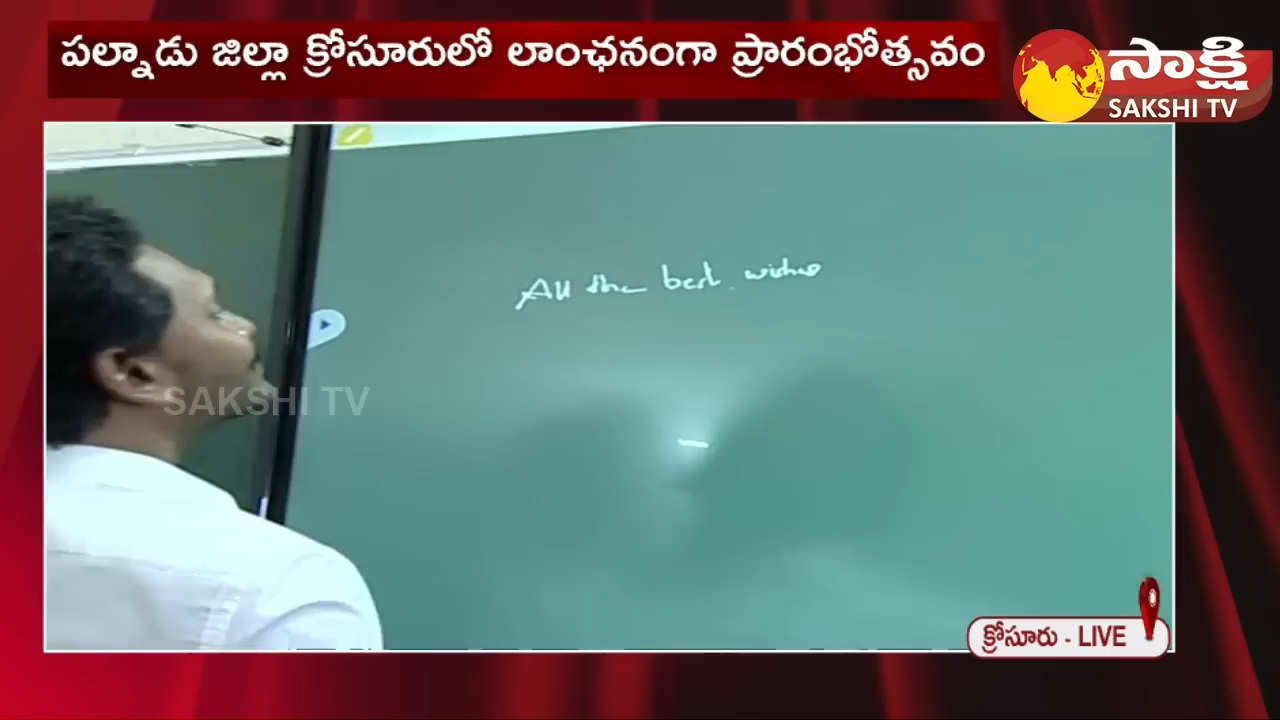 పల్నాడు జిల్లా క్రోసూరులో లాంఛనంగా ప్రారంభోత్సవం
సాక్షి
SAKSHI TV
All the best. wishes
SAKSHI TV
క్రోసూరు - LIVE